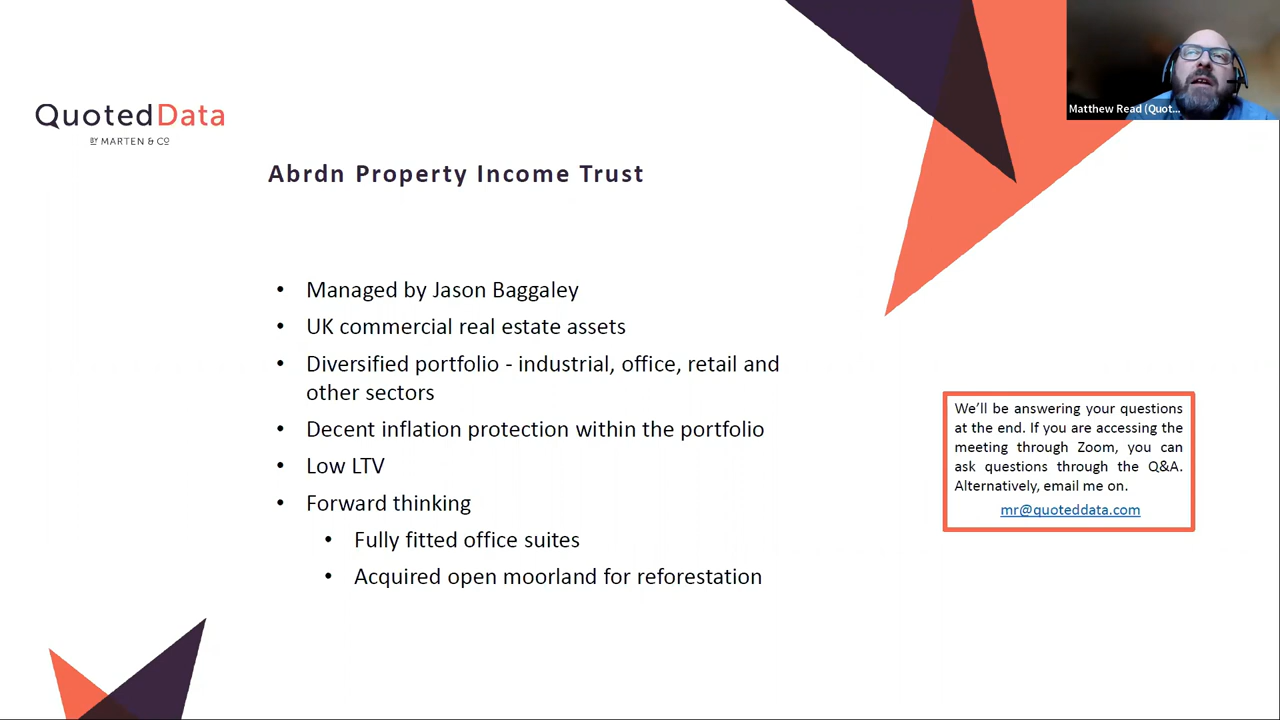 QuotedData
BY MARTEN & CO
Matthew Read (Quot...
Abrdn Property Income Trust
• Managed by Jason Baggaley
• UK commercial real estate assets
• Diversified portfolio - industrial, office, retail and
other sectors
• Decent inflation protection within the portfolio
• Low LTV
• Forward thinking
• Fully fitted office suites
• Acquired open moorland for reforestation
We’ll be answering your questions
at the end. If you are accessing the
meeting through Zoom, you can
ask questions through the Q&A.
Alternatively, email me on.
mr@quoteddata.com